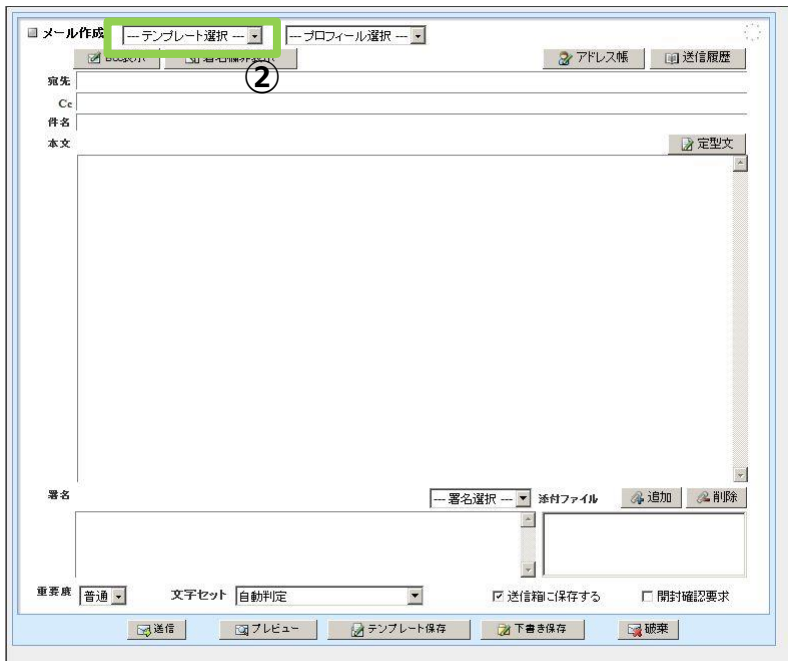 メール作成 --- テンプレート選択 --- --- プロフィール選択 ---
アドレス帳 送信履歴
②
宛先
Cc
件名
本文 定型文
署名 --- 署名選択 --- 添付ファイル 追加 削除
重要度 普通 文字セット 自動判定 送信箱に保存する 開封確認要求
送信 プレビュー テンプレート保存 下書き保存 破棄